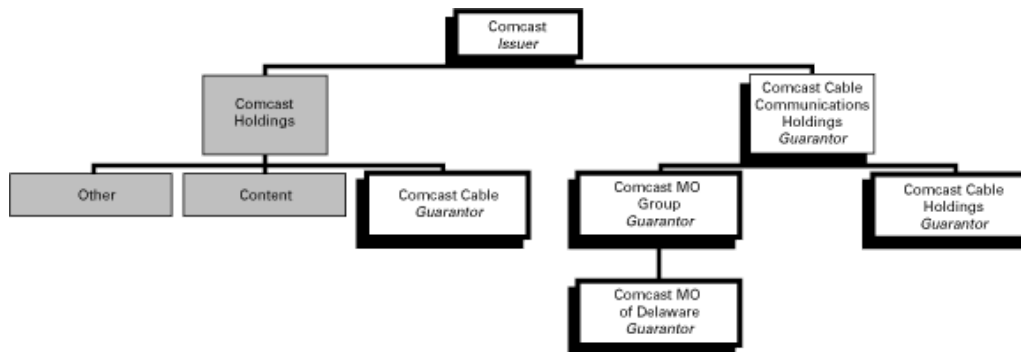 Comcast
Issuer
Comcast
Holdings
Comcast Cable
Communications
Holdings
Guarantor
Other
Content
Comcast Cable
Guarantor
Comcast MO
Group
Guarantor
Comcast Cable
Holdings
Guarantor
Comcast MO
of Delaware
Guarantor